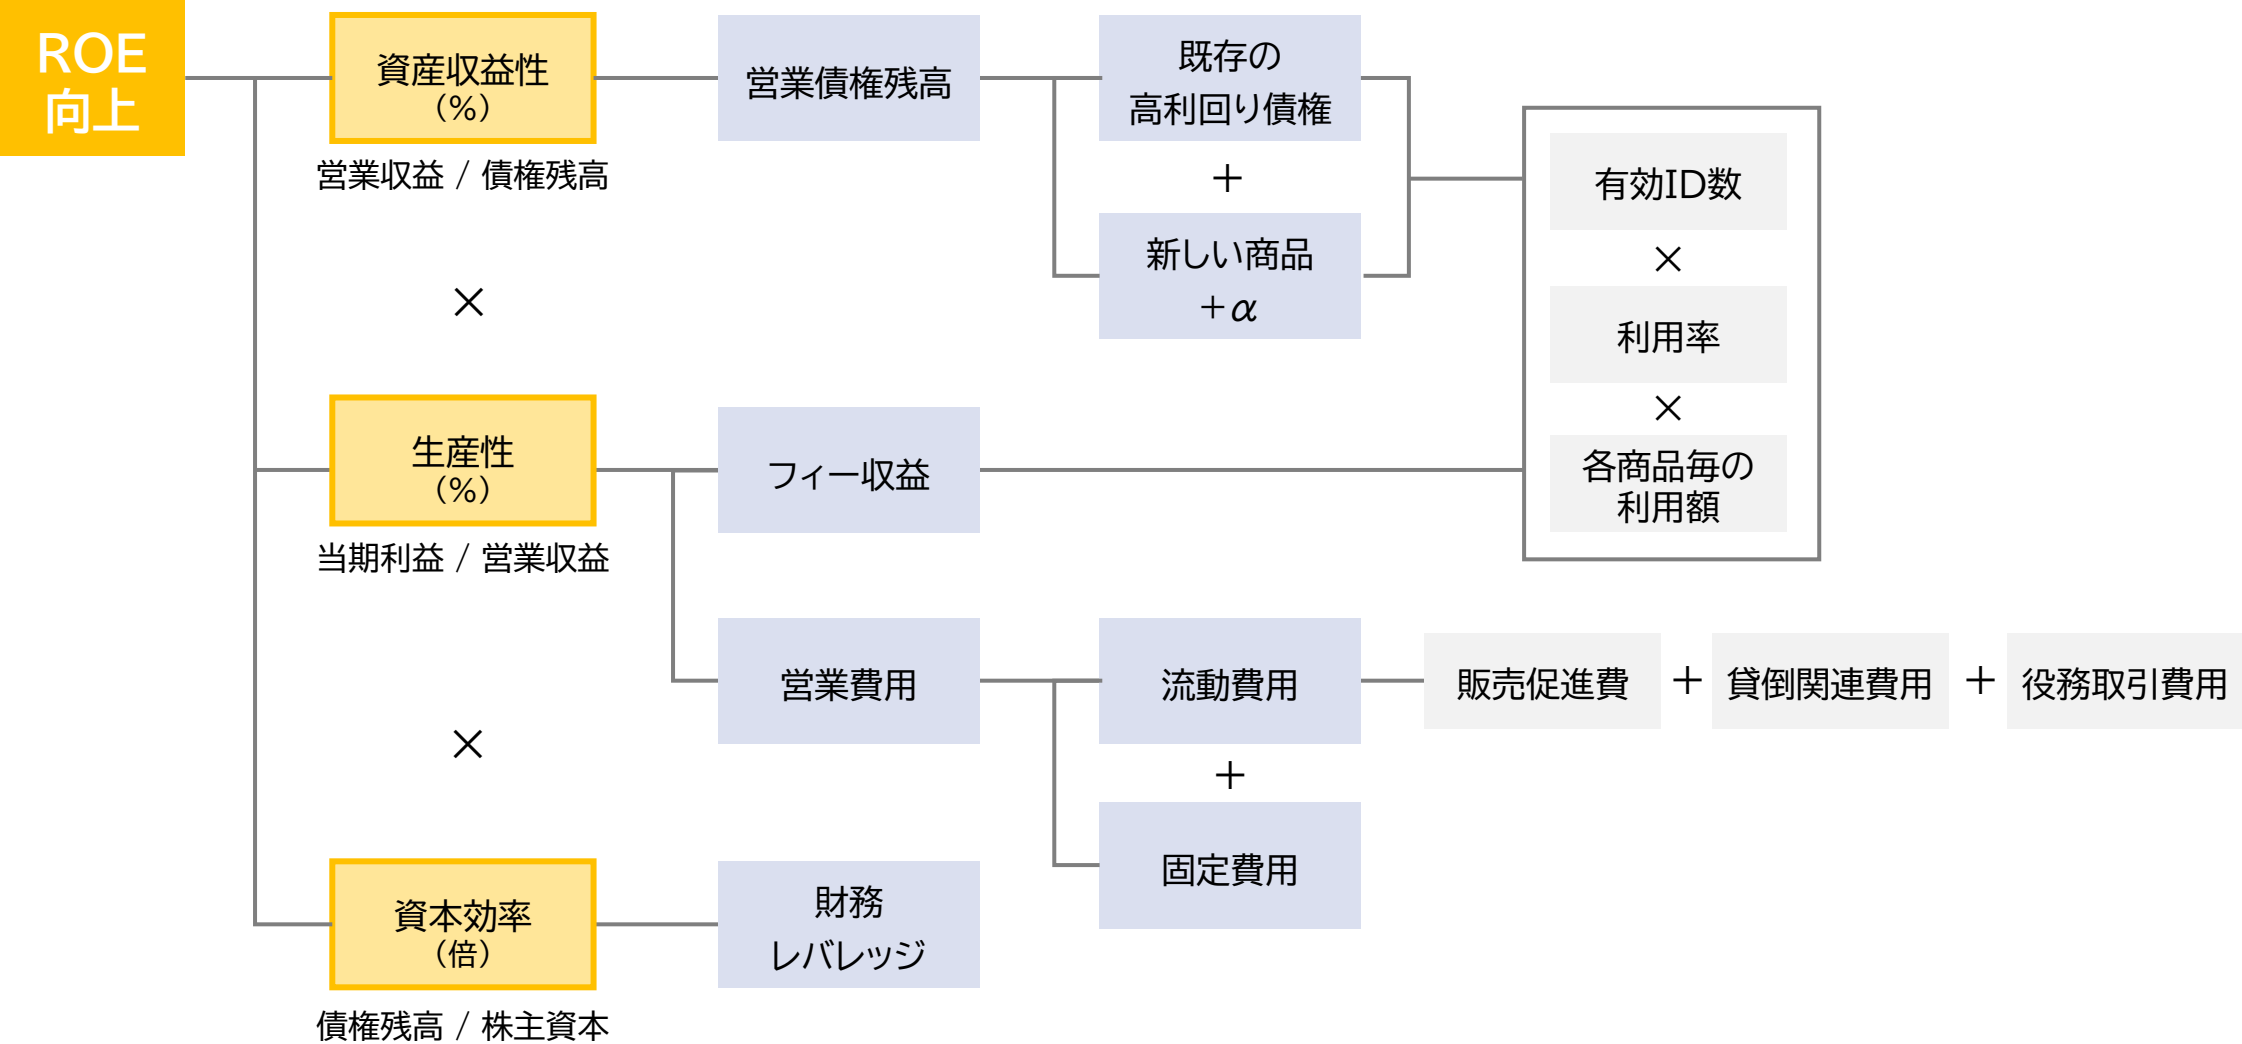 ROE
向上
資産収益性
（%）
営業収益 / 債権残高
×
生産性
（%）
当期利益 / 営業収益
×
資本効率
（倍）
債権残高 / 株主資本
営業債権残高
既存の
高利回り債権
＋
新しい商品
＋α
有効ID数
×
利用率
×
各商品毎の
利用額
フィー収益
営業費用
流動費用
＋
固定費用
販売促進費 ＋ 貸倒関連費用 ＋ 役務取引費用
財務
レバレッジ